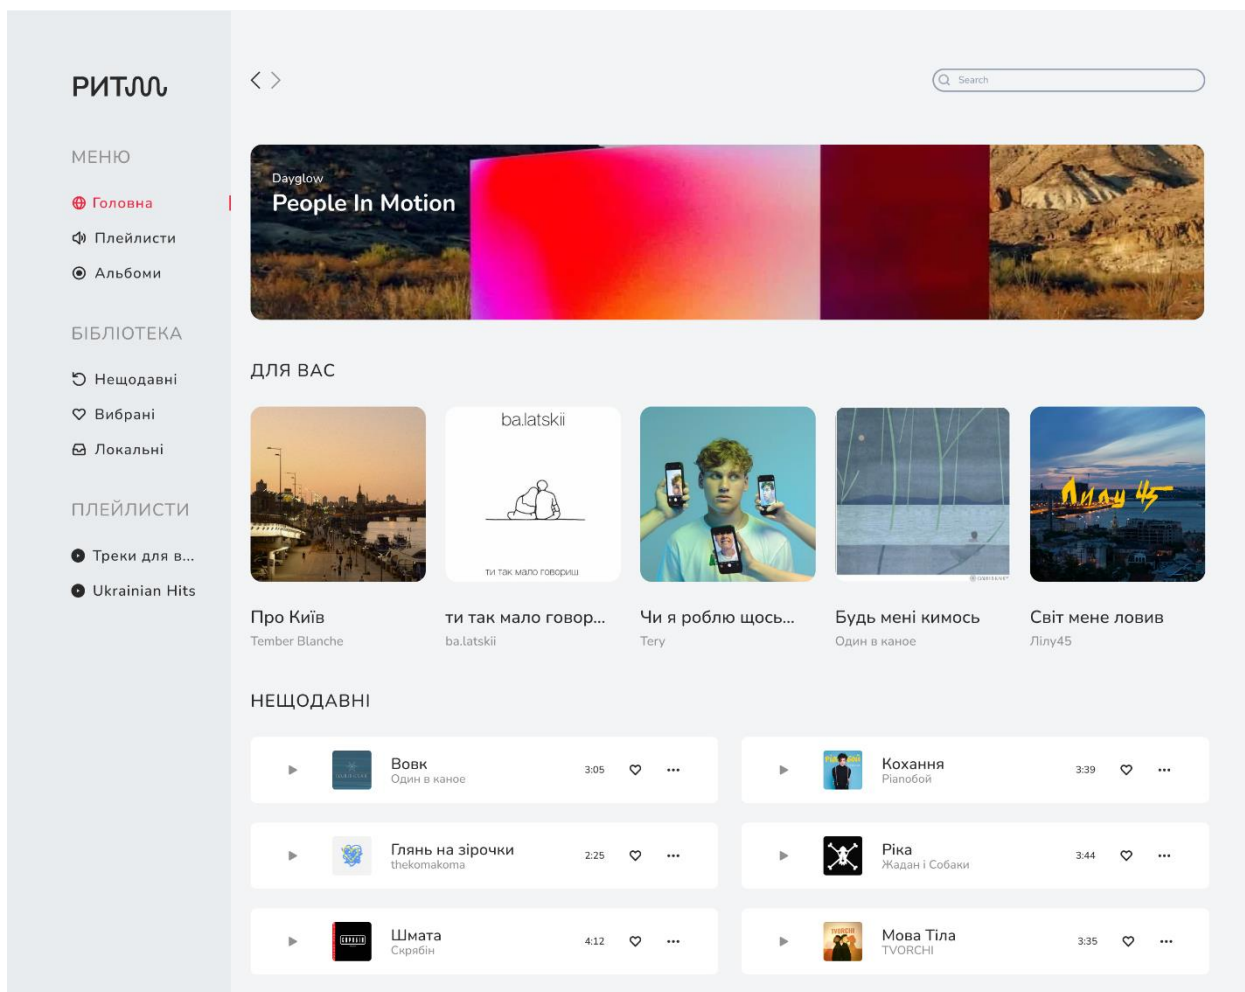 РИТМ
Search
МЕНЮ
Головна
Плейлисти
Альбоми
БІБЛІОТЕКА
Нещодавні
Вибрані
Локальні
ПЛЕЙЛИСТИ
Треки для в...
Ukrainian Hits
Dayglow
People In Motion
ДЛЯ ВАС
ba.latskii
ти так мало говориш
Лилу 45
Про Київ
Tember Blanche
ти так мало говор...
ba.latskii
Чи я роблю щось...
Tery
Будь мені кимось
Один в каное
Світ мене ловив
Лілу45
НЕЩОДАВНІ
Вовк
Один в каное
3:05
Кохання
Pianoбой
3:39
Глянь на зірочки
thekomakoma
2:25
Ріка
Жадан і Собаки
3:44
СКРЯБІН
Шмата
Скрябін
4:12
TVORCHI
Мова Тіла
TVORCHI
3:35